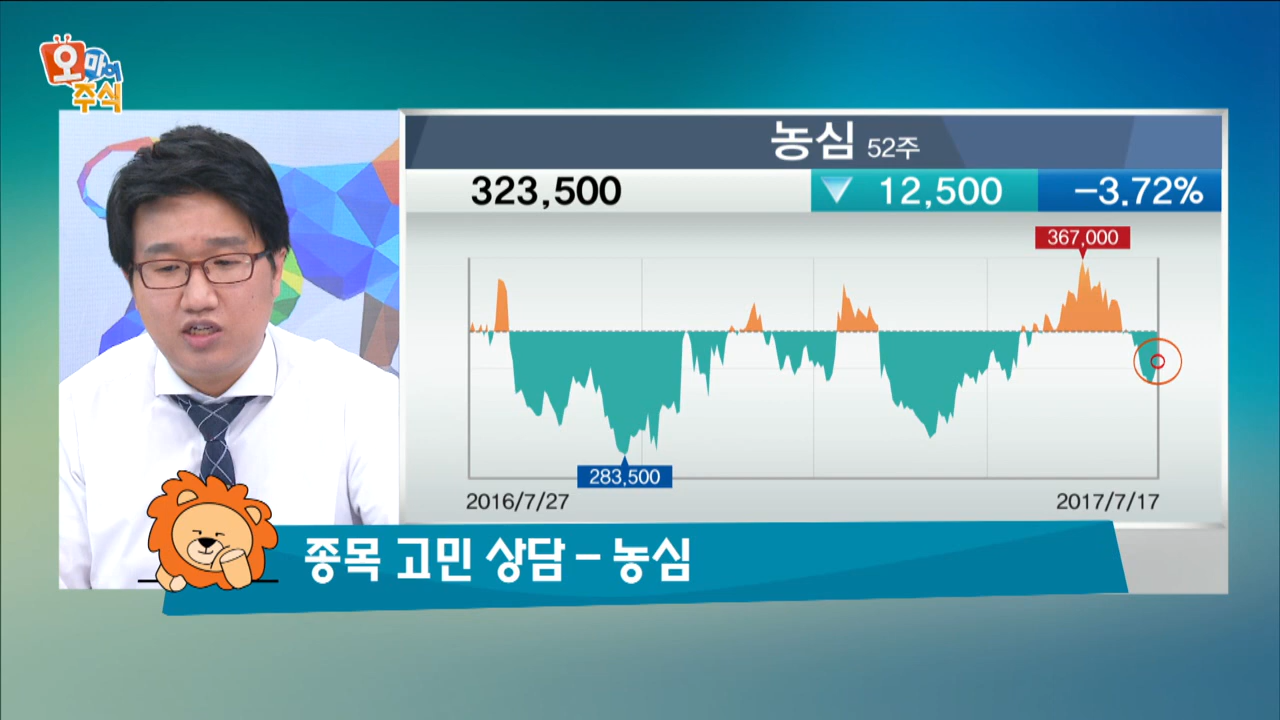 오마이
주식
농심 52주
323,500 ▼ 12,500 -3.72%
367,000
283,500
2016/7/27 2017/7/17
종목 고민 상담 - 농심